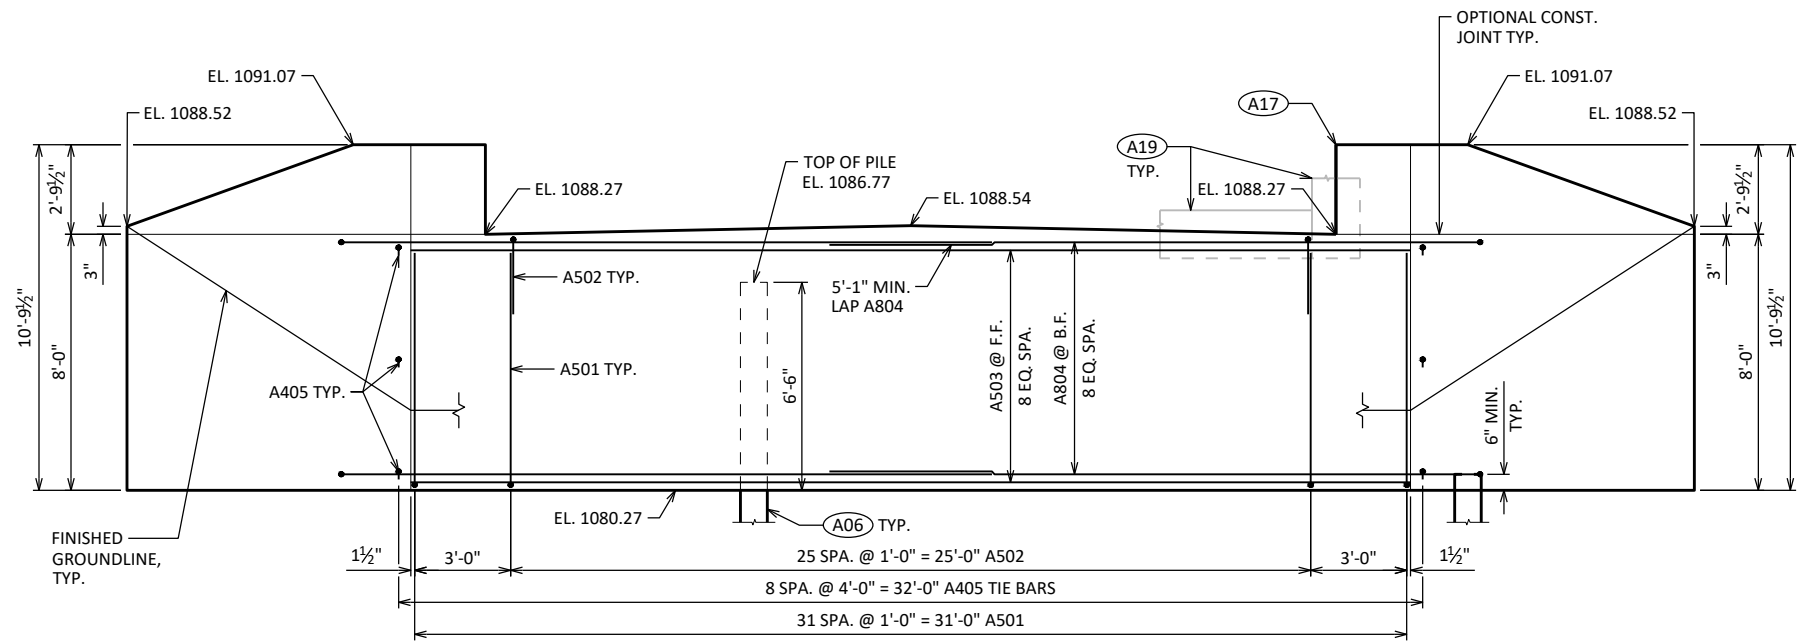 OPTIONAL CONST.
JOINT TYP.
EL. 1091.07
EL. 1091.07
EL. 1088.52
A17
EL. 1088.52
A19
TYP.
TOP OF PILE
EL. 1086.77
EL. 1088.27
EL. 1088.54
EL. 1088.27
2'-9½"
2'-9½"
3"
3"
10'-9½"
8'-0"
10'-9½"
8'-0"
A502 TYP.
5'-1" MIN.
LAP A804
A501 TYP.
A405 TYP.
6'-6"
A503 @ F.F.
8 EQ. SPA.
A804 @ B.F.
8 EQ. SPA.
6" MIN.
TYP.
EL. 1080.27
A06 TYP.
FINISHED
GROUNDLINE,
TYP.
1½"
3'-0"
25 SPA. @ 1'-0" = 25'-0" A502
3'-0"
1½"
8 SPA. @ 4'-0" = 32'-0" A405 TIE BARS
31 SPA. @ 1'-0" = 31'-0" A501